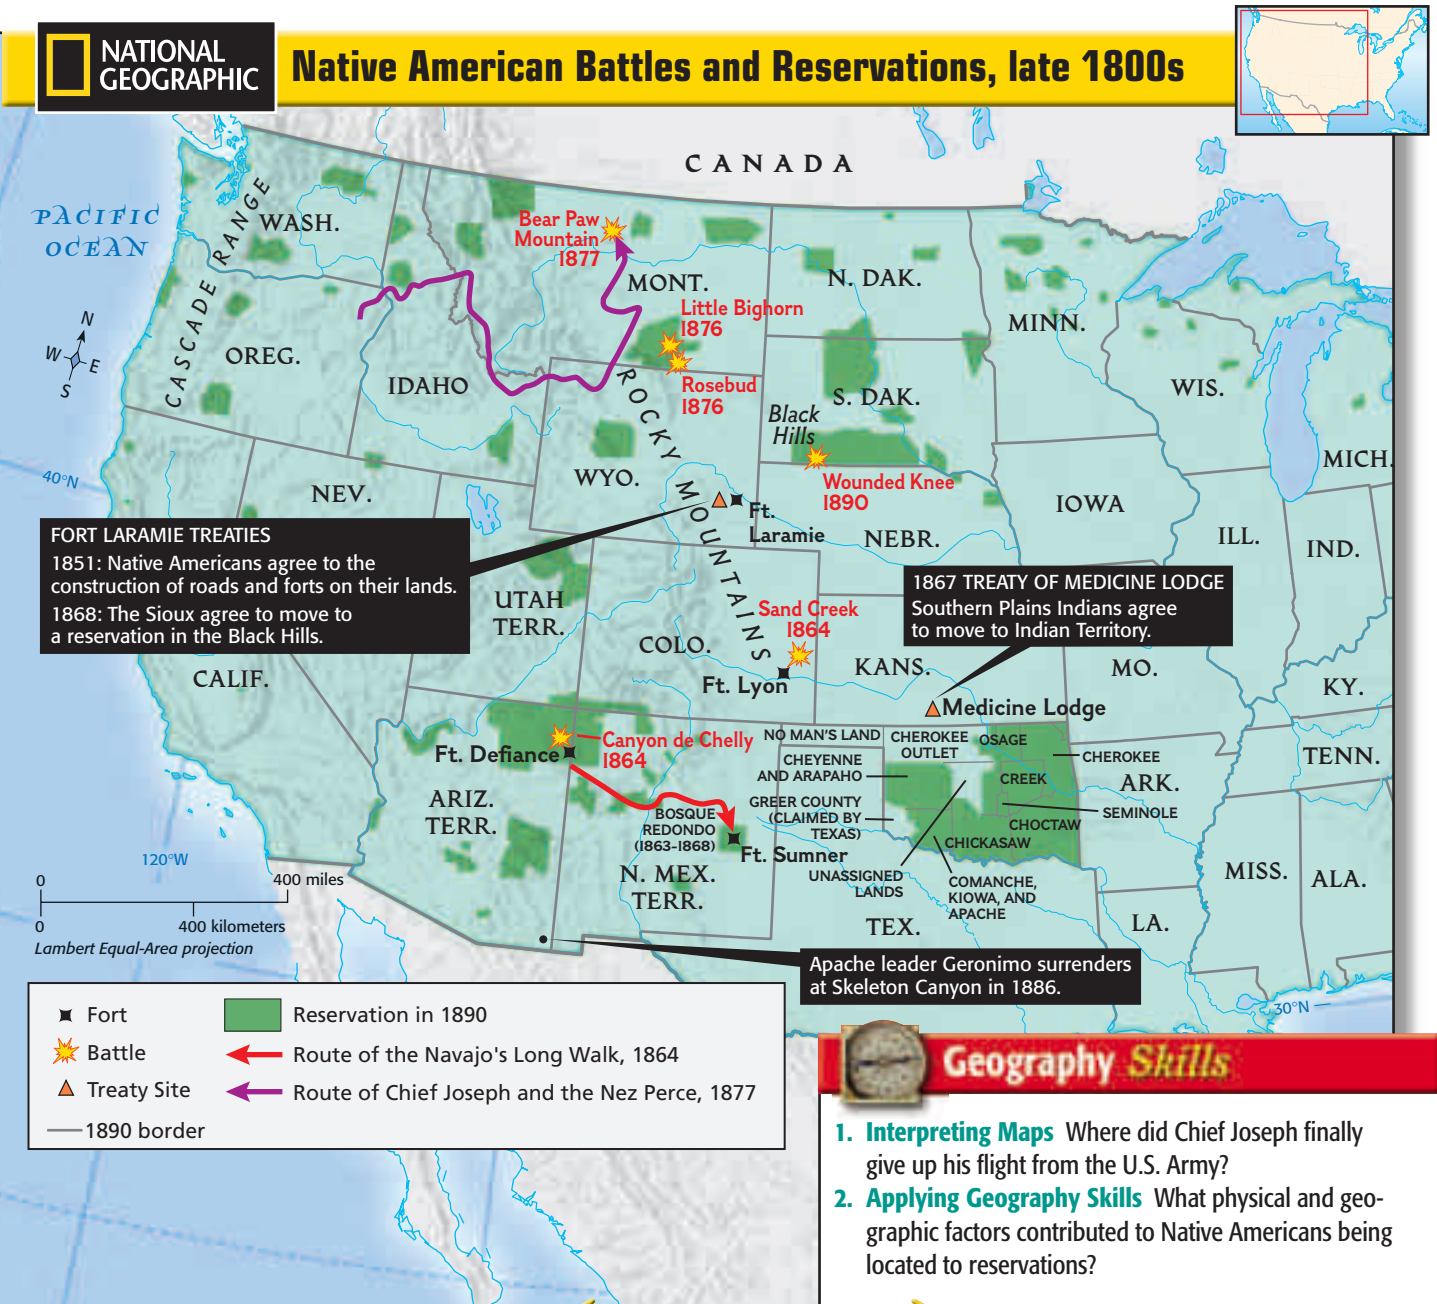 NATIONAL
GEOGRAPHIC
Native American Battles and Reservations, late 1800s
CANADA
PACIFIC
OCEAN
CASCADE RANGE
WASH.
Bear Paw
Mountain
1877
MONT.
N. DAK.
MINN.
Little Bighorn
1876
N
W
E
S
OREG.
IDAHO
Rosebud
1876
ROCKY MOUNTAINS
S. DAK.
WIS.
Black
Hills
MICH.
40°N
NEV.
WYO.
Wounded Knee
1890
IOWA
Ft.
Laramie
NEBR.
ILL.
IND.
FORT LARAMIE TREATIES
1851: Native Americans agree to the
construction of roads and forts on their lands.
1868: The Sioux agree to move to
a reservation in the Black Hills.
1867 TREATY OF MEDICINE LODGE
Southern Plains Indians agree
to move to Indian Territory.
UTAH
TERR.
Sand Creek
1864
COLO.
KANS.
MO.
CALIF.
Ft. Lyon
KY.
Medicine Lodge
Ft. Defiance
Canyon de Chelly
1864
NO MAN'S LAND
CHEROKEE
OUTLET
OSAGE
CHEROKEE
TENN.
CHEYENNE
AND ARAPAHO
CREEK
ARK.
ARIZ.
TERR.
GREER COUNTY
(CLAIMED BY
TEXAS)
SEMINOLE
BOSQUE
REDONDO
(1863-1868)
CHOCTAW
CHICKASAW
Ft. Sumner
120°W
N. MEX.
TERR.
UNASSIGNED
LANDS
COMANCHE,
KIOWA, AND
APACHE
MISS.
ALA.
TEX.
LA.
0
400 miles
0
400 kilometers
Lambert Equal-Area projection
Apache leader Geronimo surrenders
at Skeleton Canyon in 1886.
30°N
Fort
Reservation in 1890
Battle
Route of the Navajo's Long Walk, 1864
Treaty Site
Route of Chief Joseph and the Nez Perce, 1877
1890 border
Geography Skills
1. Interpreting Maps Where did Chief Joseph finally
give up his flight from the U.S. Army?
2. Applying Geography Skills What physical and geo-
graphic factors contributed to Native Americans being
located to reservations?